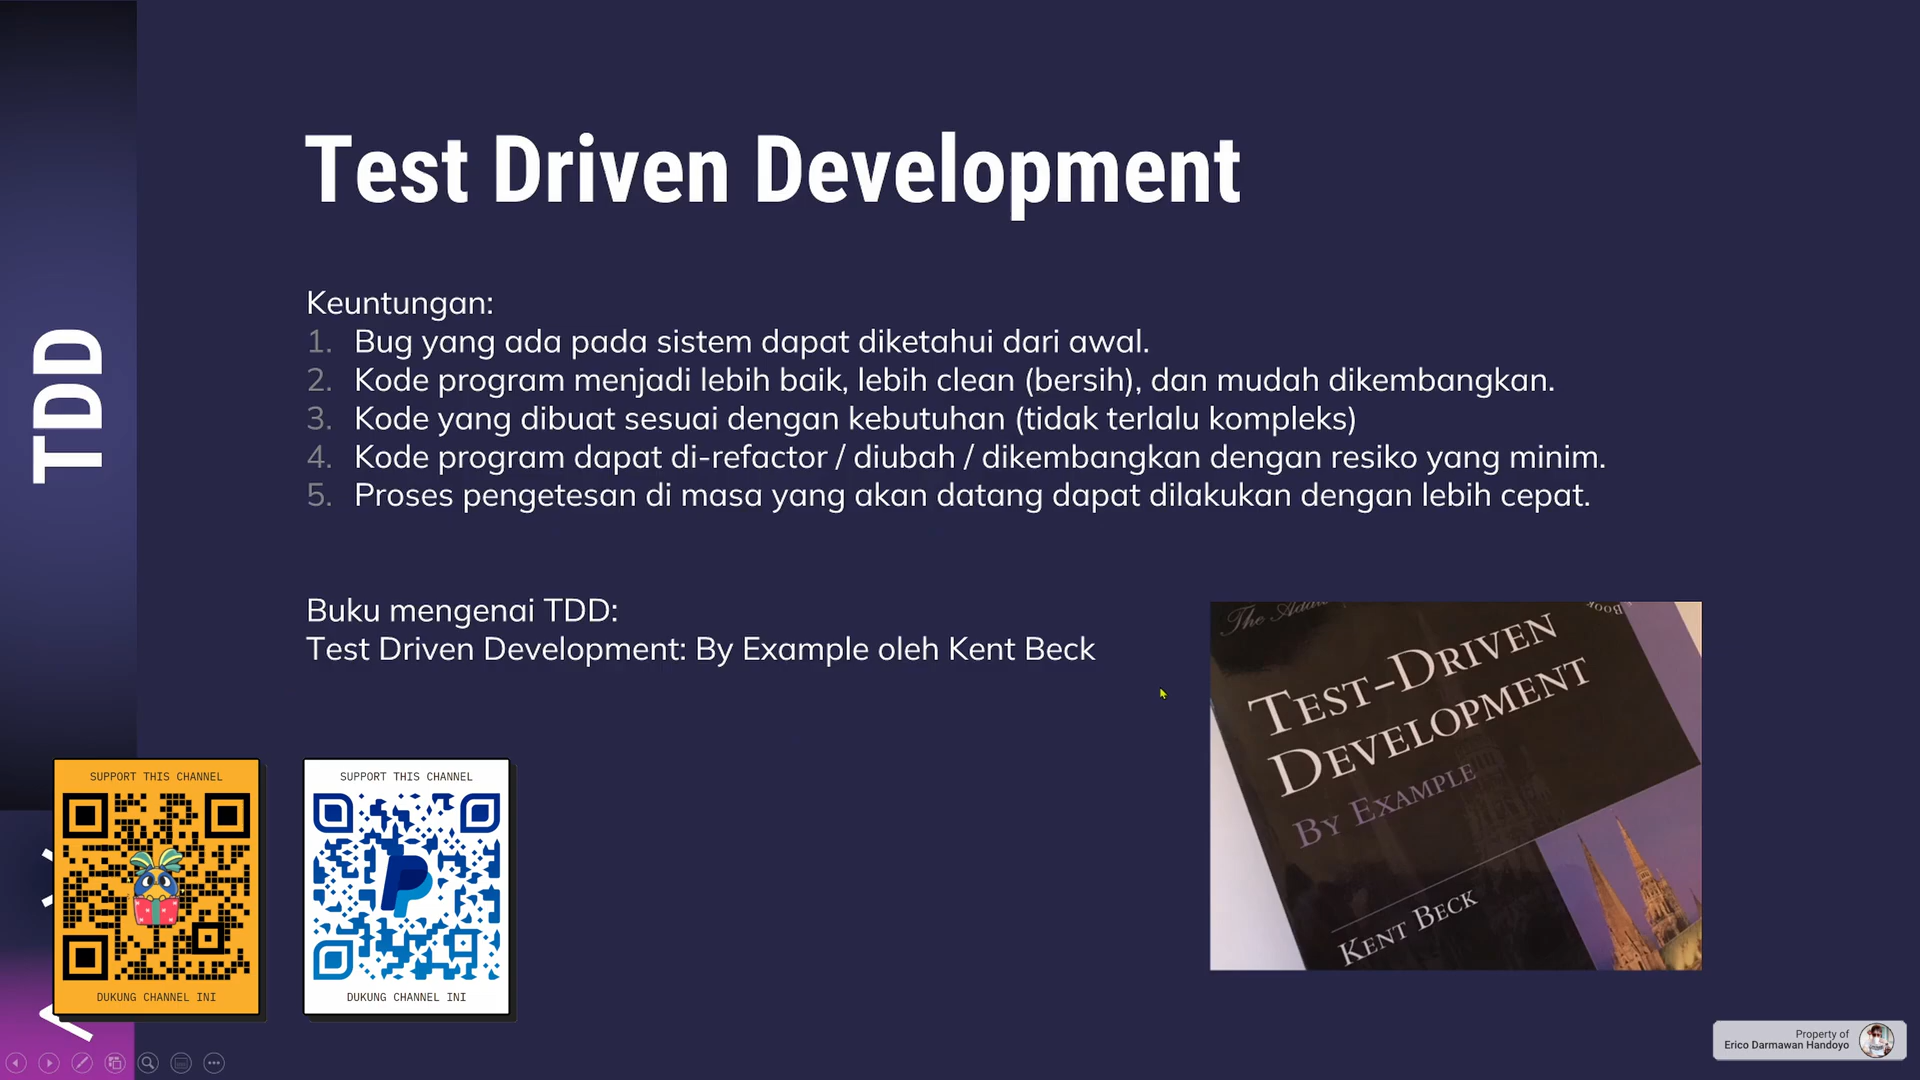 TDD
Test Driven Development
Keuntungan:
1. Bug yang ada pada sistem dapat diketahui dari awal.
2. Kode program menjadi lebih baik, lebih clean (bersih), dan mudah dikembangkan.
3. Kode yang dibuat sesuai dengan kebutuhan (tidak terlalu kompleks)
4. Kode program dapat di-refactor / diubah / dikembangkan dengan resiko yang minim.
5. Proses pengetesan di masa yang akan datang dapat dilakukan dengan lebih cepat.
Buku mengenai TDD:
Test Driven Development: By Example oleh Kent Beck
The
TEST-DRIVEN
DEVELOPMENT
BY EXAMPLE
KENT BECK
SUPPORT THIS CHANNEL
DUKUNG CHANNEL INI
SUPPORT THIS CHANNEL
DUKUNG CHANNEL INI
Property of
Erico Darmawan Handoyo